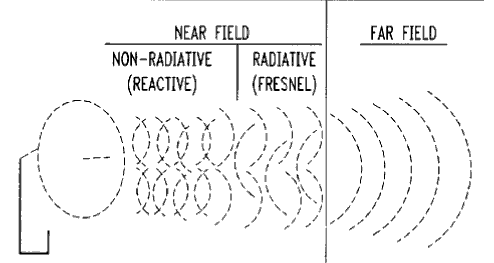 NEAR FIELD
FAR FIELD
NON-RADIATIVE
(REACTIVE)
RADIATIVE
(FRESNEL)